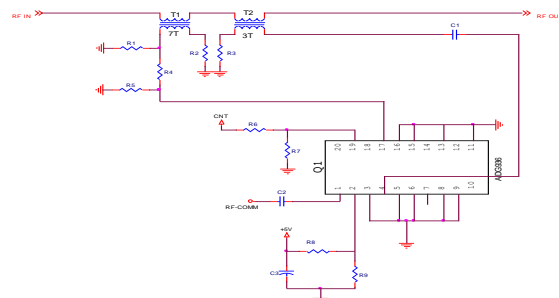 RF IN
T1
T2
RF OU
7T
3T
C1
R1
R2
R3
R4
R5
CNT
R6
R7
20 19 18 17 16 15 14 13 12 11
Q1
ADG936
1 2 3 4 5 6 7 8 9 10
C2
RF-COMM
+5V
R8
C3
R9